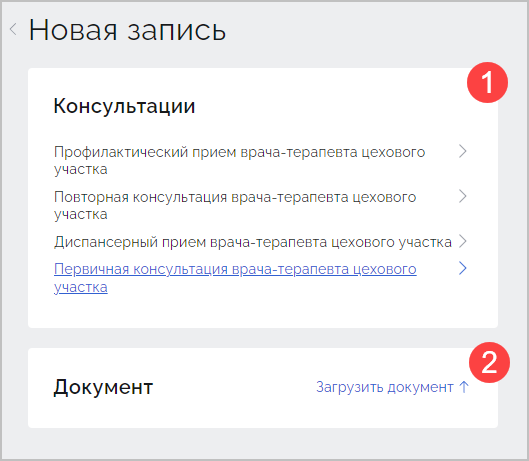 Новая запись
1
Консультации
Профилактический прием врача-терапевта цехового
участка
Повторная консультация врача-терапевта цехового
участка
Диспансерный прием врача-терапевта цехового участка
Первичная консультация врача-терапевта цехового
участка
2
Документ Загрузить документ ↑